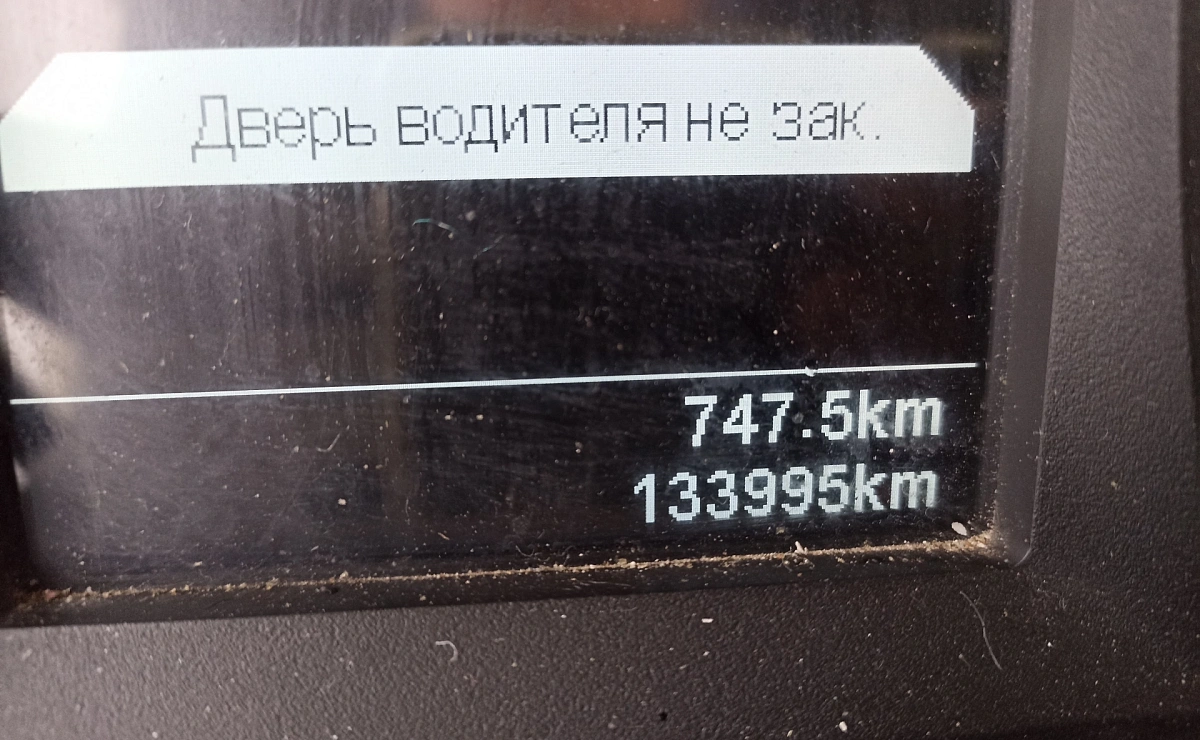 Дверь водителя не зак.
747.5km
133995km